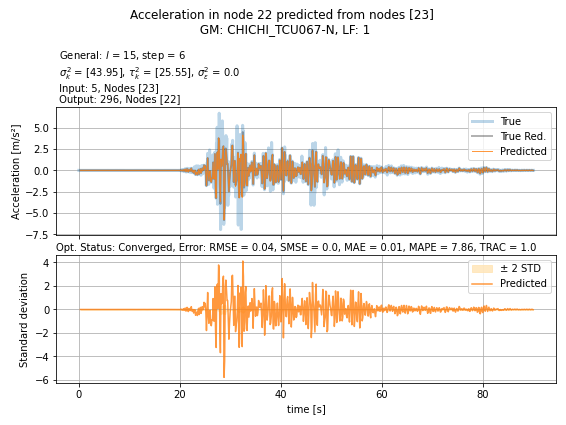 Acceleration in node 22 predicted from nodes [23]
GM: CHICHI_TCU067-N, LF: 1
General: l = 15, step = 6
σ²ₖ = [43.95], τ²ₖ = [25.55], σ²ε = 0.0
Input: 5, Nodes [23]
Output: 296, Nodes [22]
True
True Red.
Predicted
Acceleration [m/s²]
5.0
2.5
0.0
−2.5
−5.0
−7.5
Opt. Status: Converged, Error: RMSE = 0.04, SMSE = 0.0, MAE = 0.01, MAPE = 7.86, TRAC = 1.0
± 2 STD
Predicted
Standard deviation
4
2
0
−2
−4
−6
0 20 40 60 80
time [s]